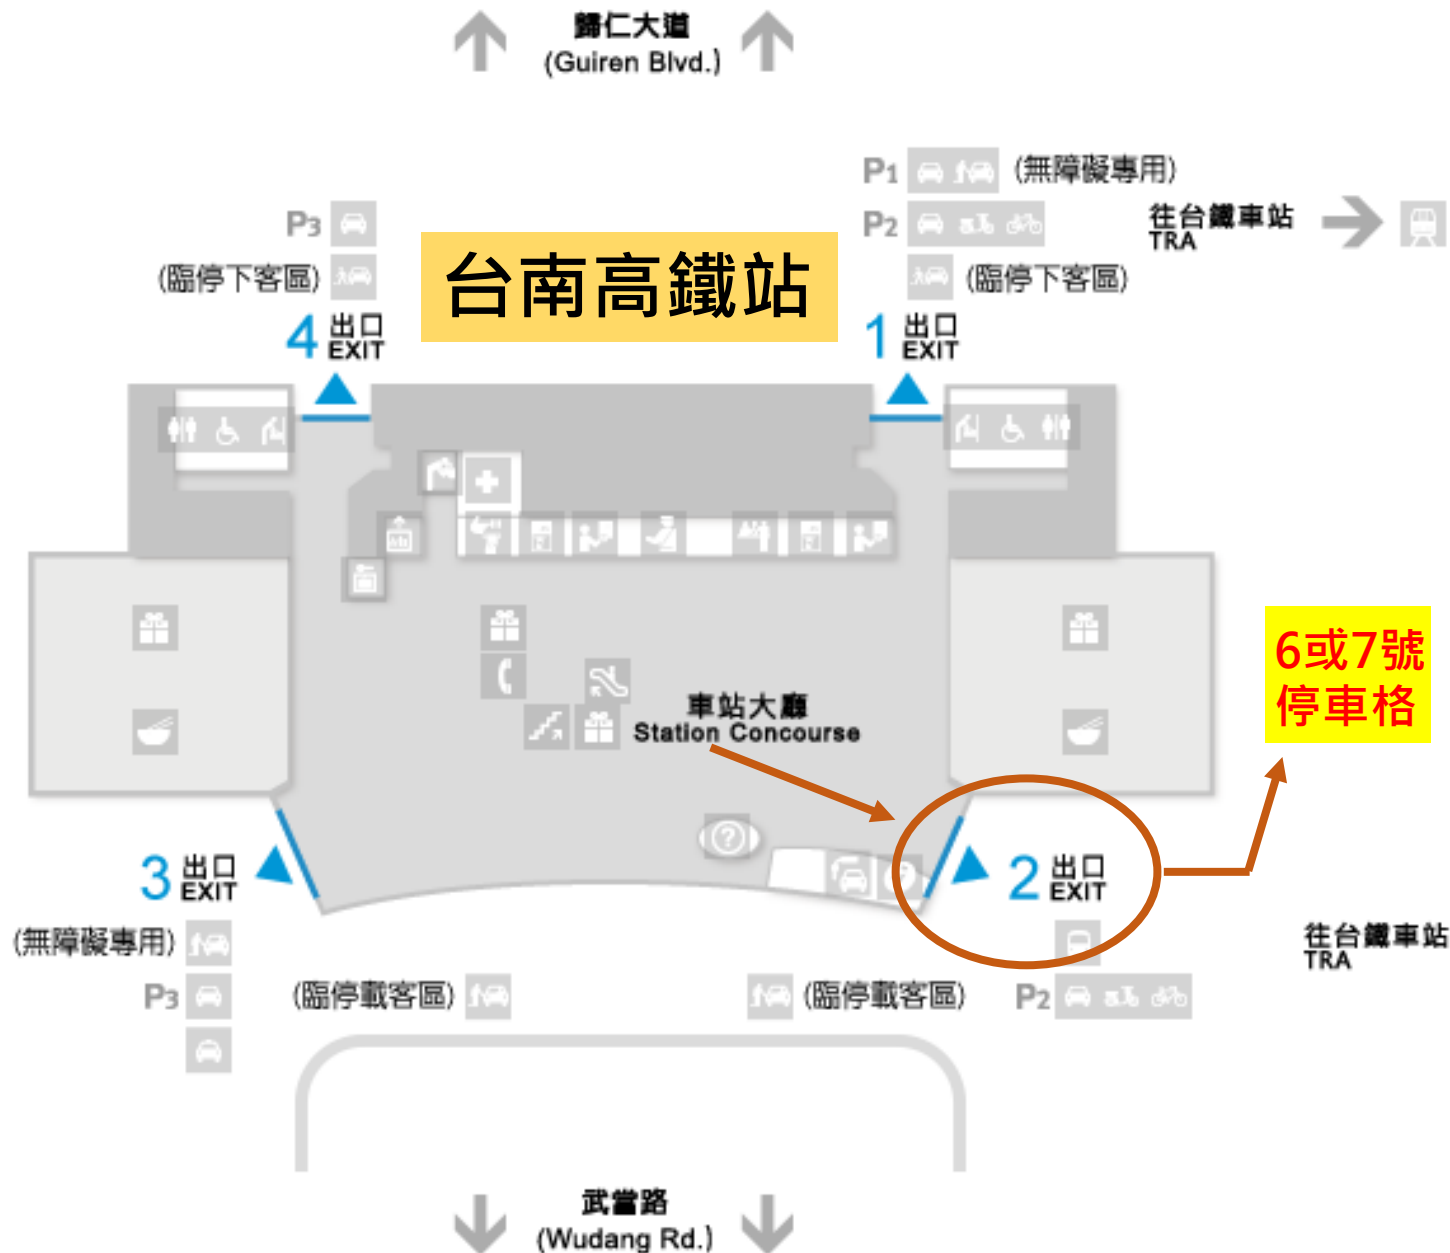 歸仁大道
(Guiren Blvd.)
P1
(無障礙專用)
P2
往台鐵車站
TRA
P3
(臨停下客區)
台南高鐵站
(臨停下客區)
4 出口
EXIT
1 出口
EXIT
6或7號
停車格
車站大廳
Station Concourse
?
3 出口
EXIT
2 出口
EXIT
(無障礙專用)
往台鐵車站
TRA
P3
(臨停載客區)
(臨停載客區)
P2
武當路
(Wudang Rd.)